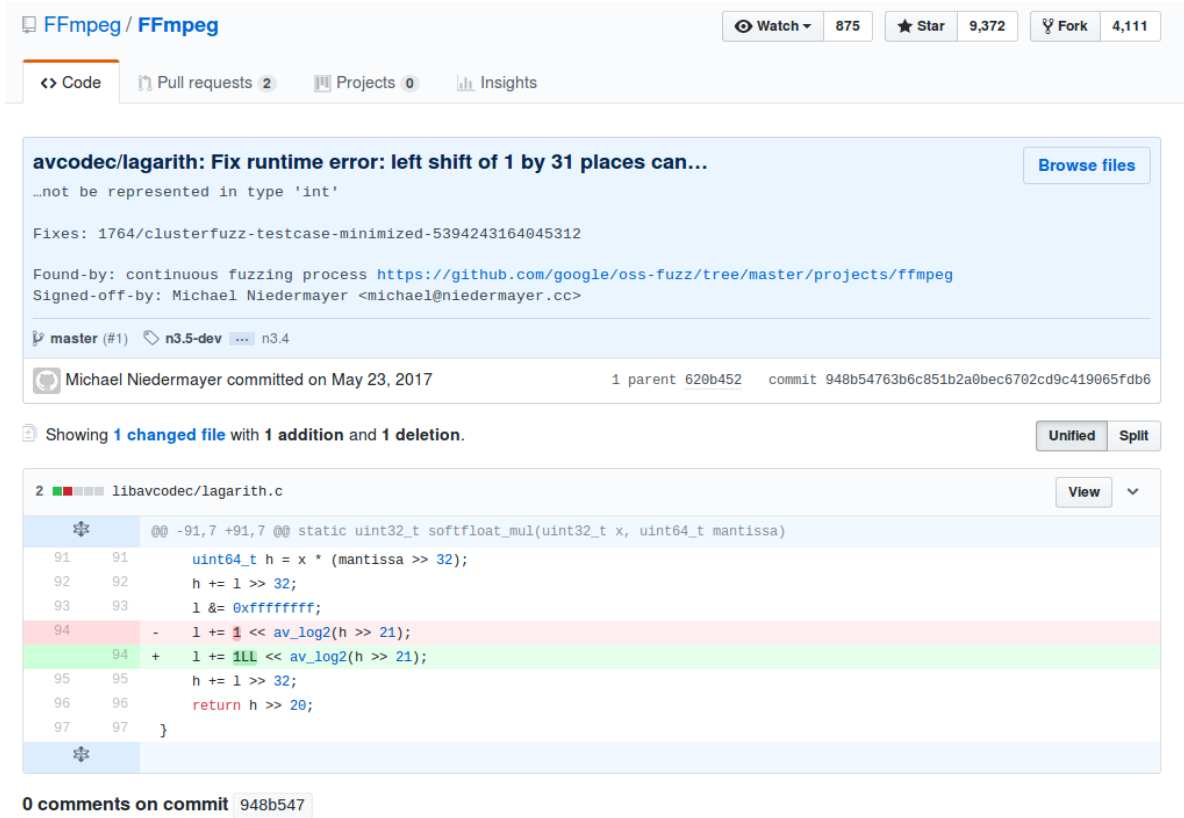 FFmpeg / FFmpeg Watch 875 Star 9,372 Fork 4,111
Code Pull requests 2 Projects 0 Insights
avcodec/lagarith: Fix runtime error: left shift of 1 by 31 places can… Browse files
…not be represented in type 'int'
Fixes: 1764/clusterfuzz-testcase-minimized-5394243164045312
Found-by: continuous fuzzing process https://github.com/google/oss-fuzz/tree/master/projects/ffmpeg
Signed-off-by: Michael Niedermayer <michael@niedermayer.cc>
master (#1) n3.5-dev ... n3.4
Michael Niedermayer committed on May 23, 2017 1 parent 620b452 commit 948b54763b6c851b2a0bec6702cd9c419065fdb6
Showing 1 changed file with 1 addition and 1 deletion. Unified Split
2 libavcodec/lagarith.c View
@@ -91,7 +91,7 @@ static uint32_t softfloat_mul(uint32_t x, uint64_t mantissa)
91 91 uint64_t h = x * (mantissa >> 32);
92 92 h += l >> 32;
93 93 l &= 0xffffffff;
94 - l += 1 << av_log2(h >> 21);
94 + l += 1LL << av_log2(h >> 21);
95 95 h += l >> 32;
96 96 return h >> 20;
97 97 }
0 comments on commit 948b547